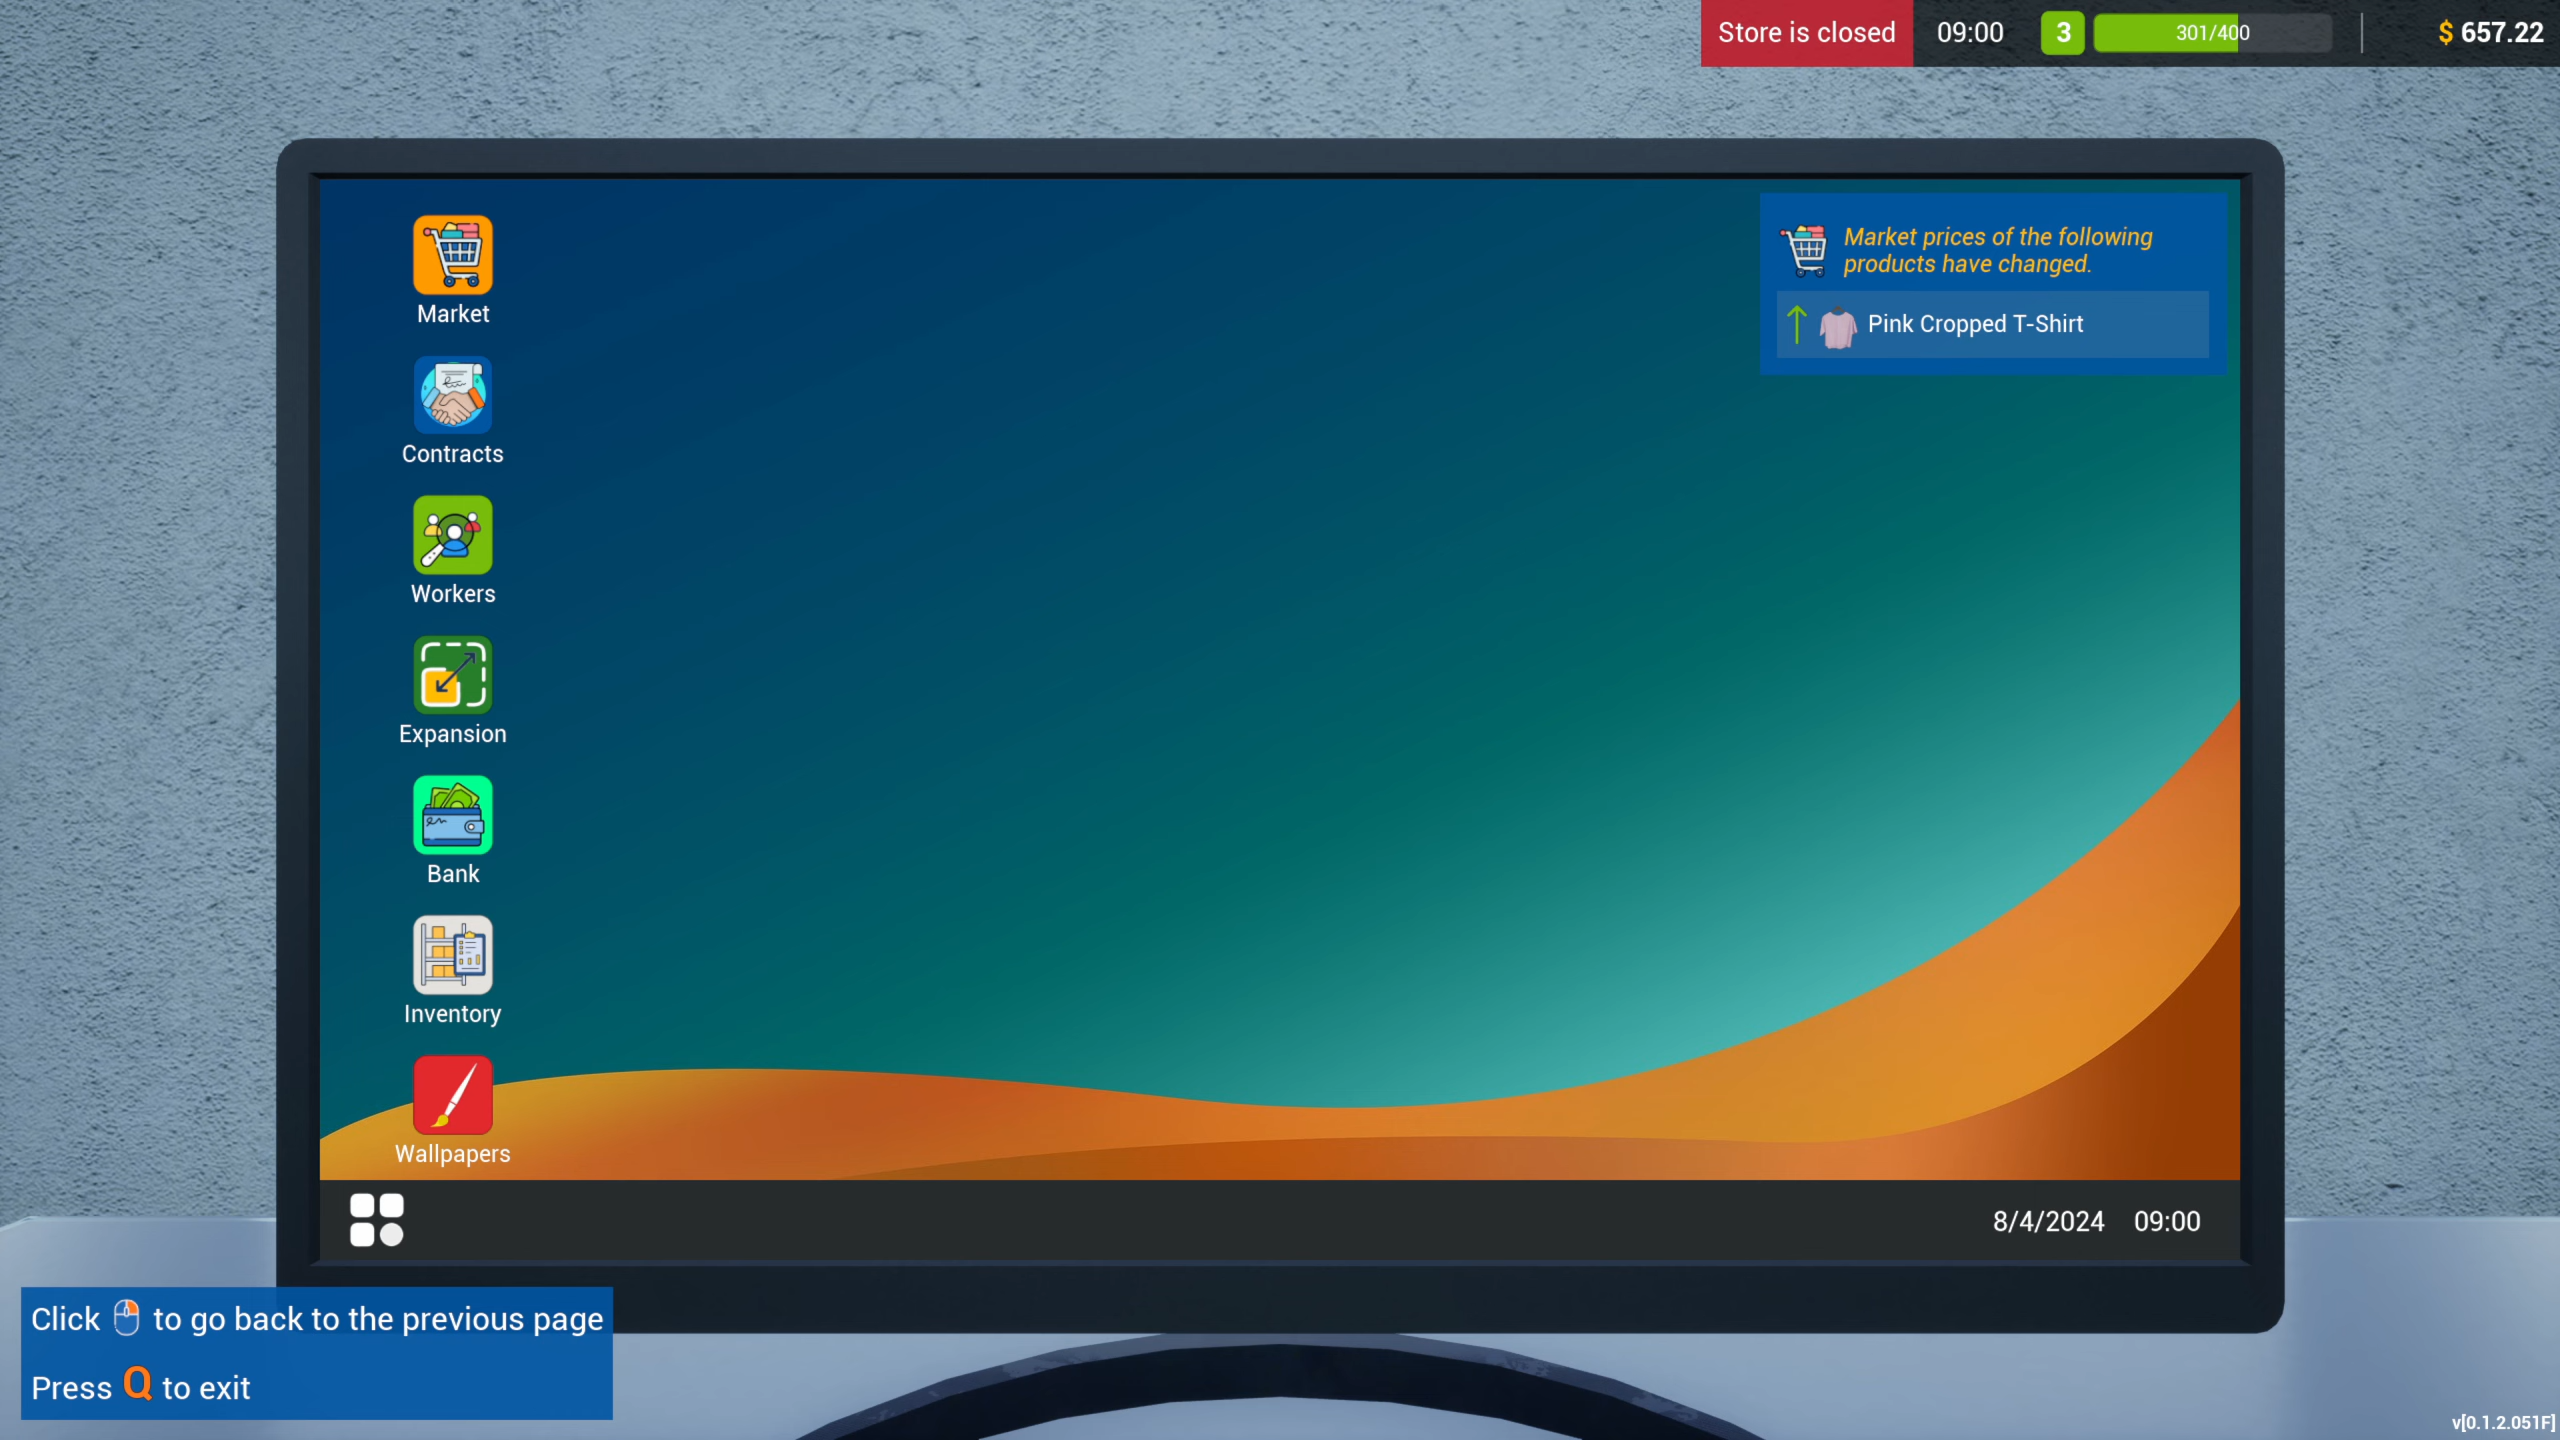 Store is closed 09:00 3 301/400 $ 657.22
Market
Contracts
Workers
Expansion
Bank
Inventory
Wallpapers
Market prices of the following
products have changed.
Pink Cropped T-Shirt
8/4/2024 09:00
Click to go back to the previous page
Press Q to exit
v[0.1.2.051F]